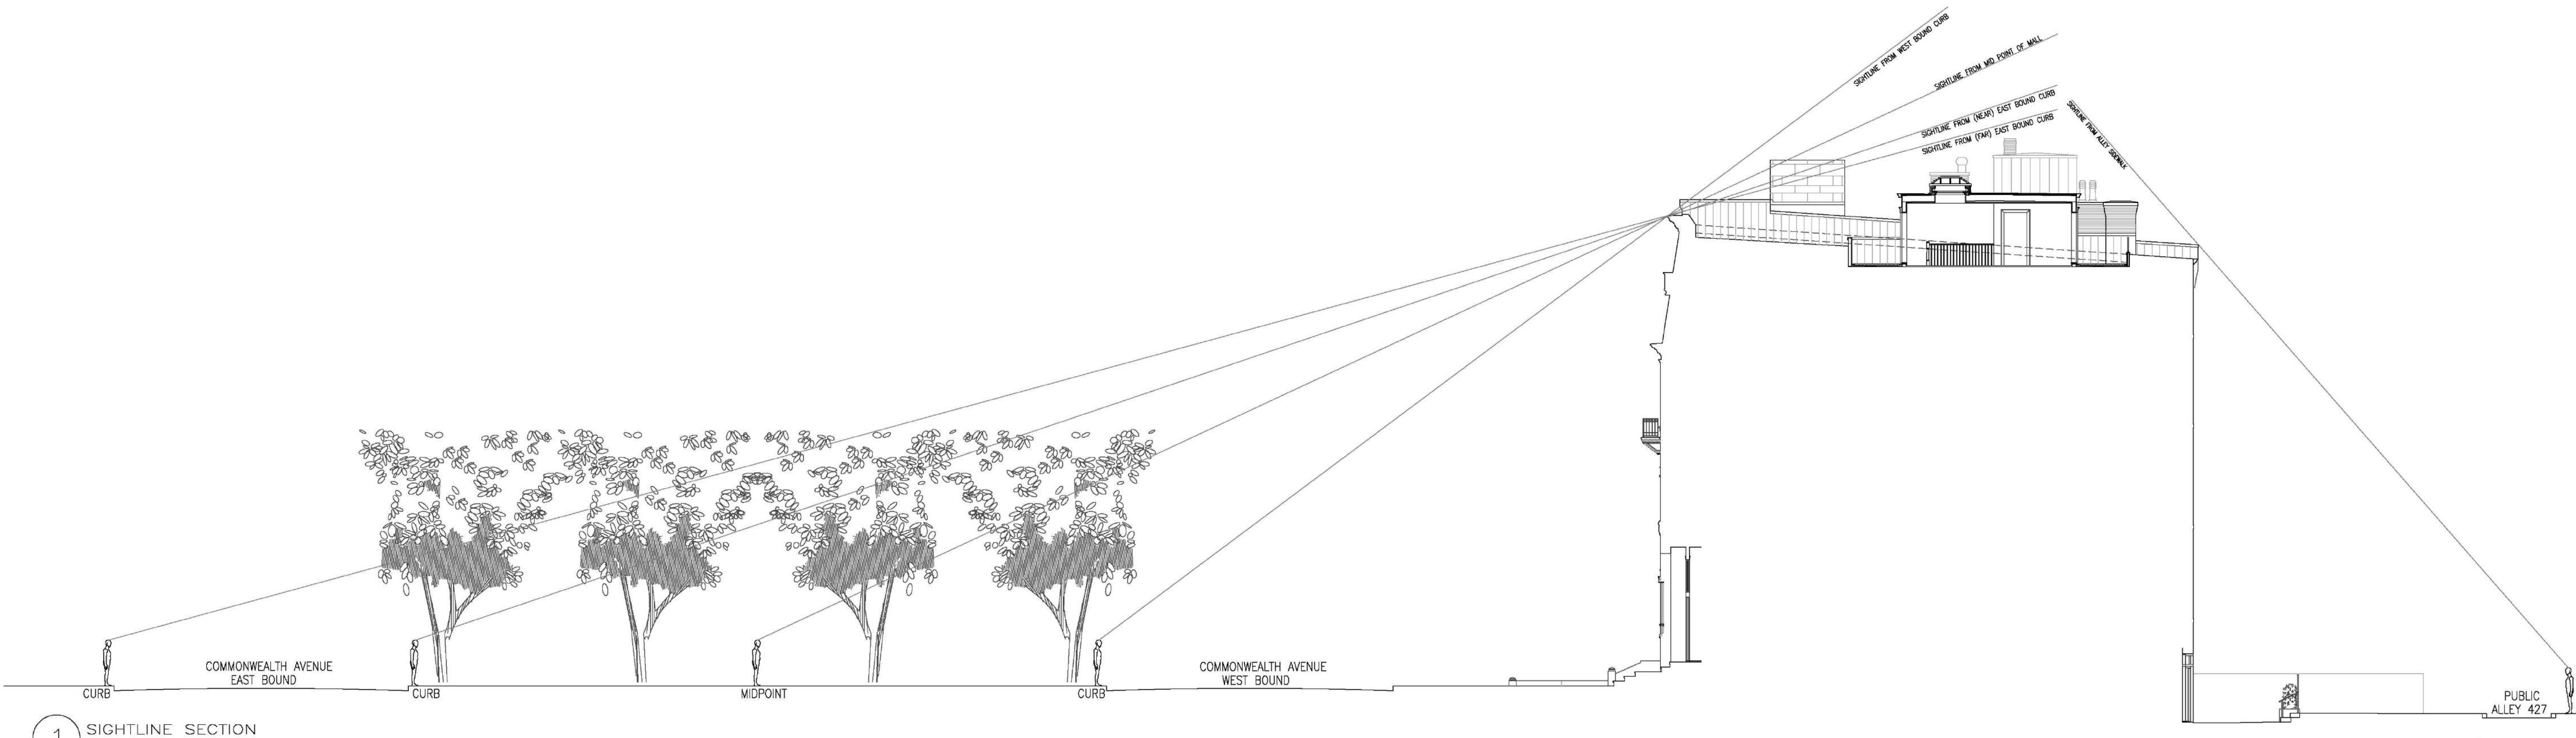 SIGHTLINE FROM WEST BOUND CURB
SIGHTLINE FROM MID POINT OF MALL
SIGHTLINE FROM (NEAR) EAST BOUND CURB
SIGHTLINE FROM (FAR) EAST BOUND CURB
SIGHTLINE FROM ALLEY SIDEWALK
COMMONWEALTH AVENUE
EAST BOUND
COMMONWEALTH AVENUE
WEST BOUND
CURB
CURB
MIDPOINT
CURB
PUBLIC
ALLEY 427
1 SIGHTLINE SECTION